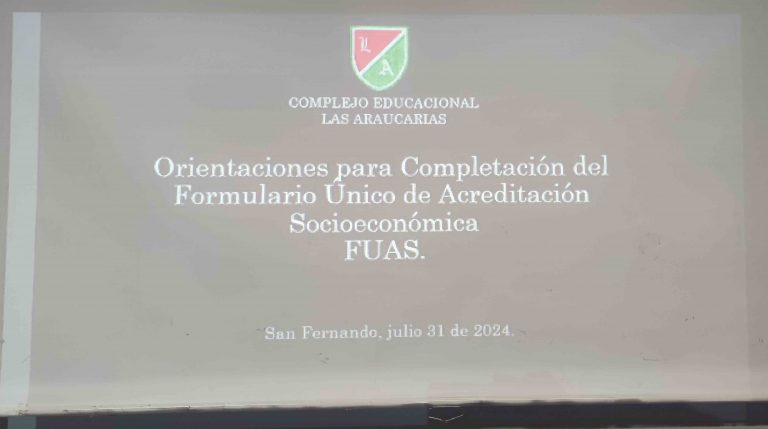 L
A
COMPLEJO EDUCACIONAL
LAS ARAUCARIAS
Orientaciones para Completación del
Formulario Único de Acreditación
Socioeconómica
FUAS.
San Fernando, julio 31 de 2024.